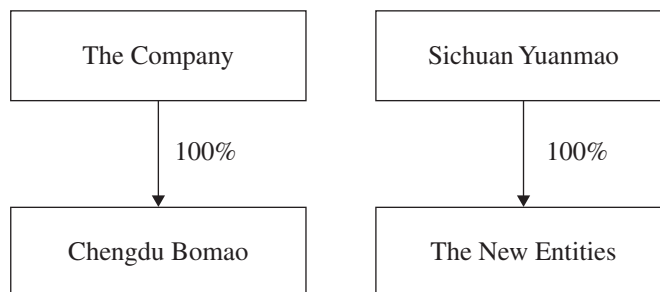 The Company
Sichuan Yuanmao
100%
100%
Chengdu Bomao
The New Entities